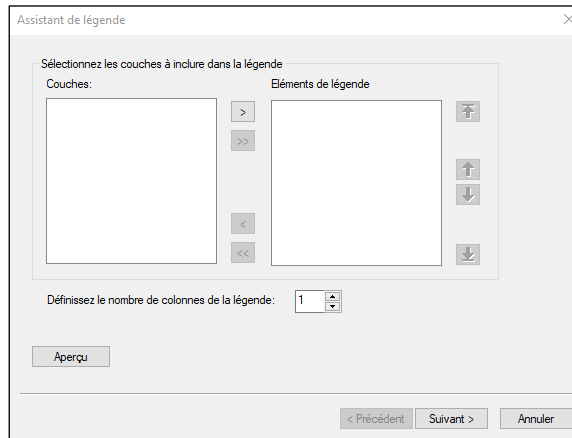 Assistant de légende
Sélectionnez les couches à inclure dans la légende
Couches:
Eléments de légende
>
>>
<
<<
Définissez le nombre de colonnes de la légende:
1
Aperçu
< Précédent
Suivant >
Annuler